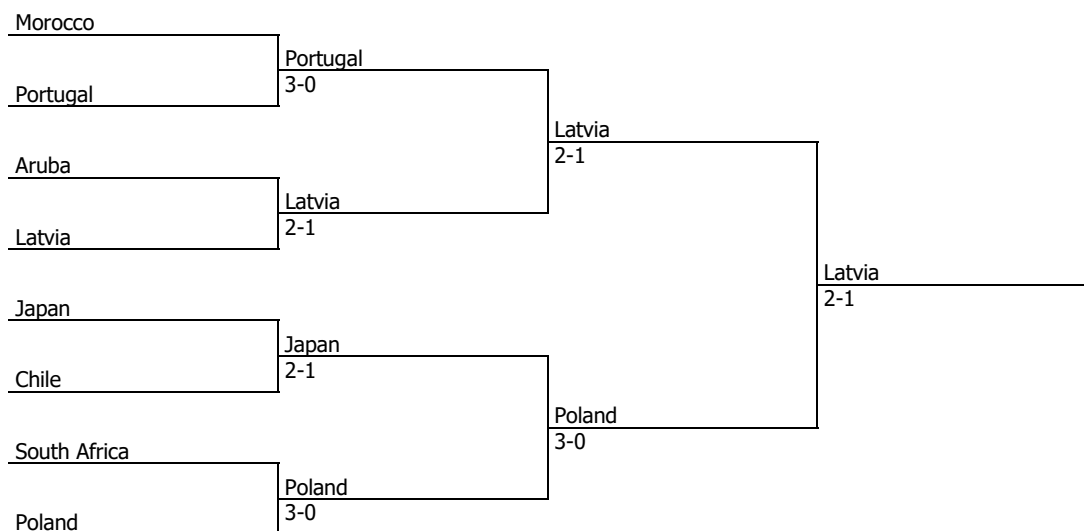 Morocco
Portugal
3-0
Portugal
Latvia
2-1
Aruba
Latvia
2-1
Latvia
Latvia
2-1
Japan
Japan
2-1
Chile
Poland
3-0
South Africa
Poland
3-0
Poland